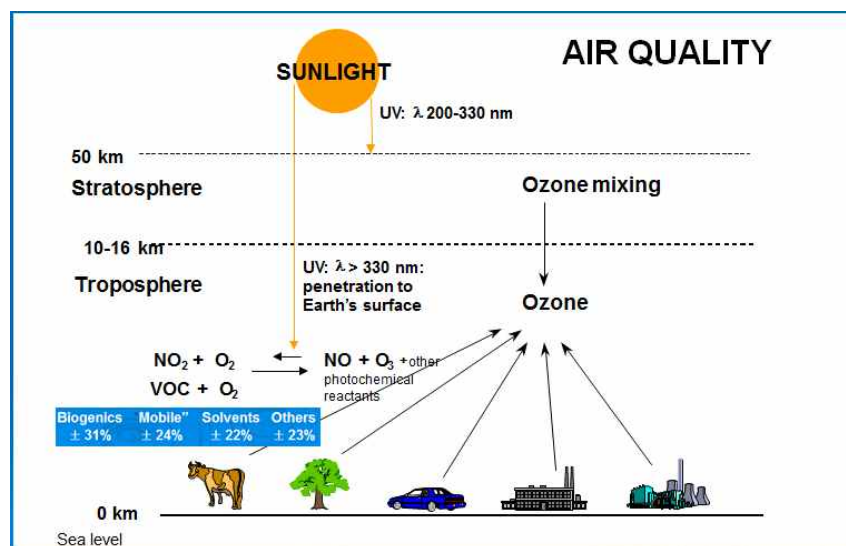 AIR QUALITY
SUNLIGHT
UV: λ 200-330 nm
50 km
Stratosphere
Ozone mixing
10-16 km
Troposphere
UV: λ > 330 nm:
penetration to
Earth's surface
Ozone
NO2 + O2
NO + O3 +other
photochemical
reactants
VOC + O2
Biogenics Mobile” Solvents Others
± 31% ± 24% ± 22% ± 23%
0 km
Sea level